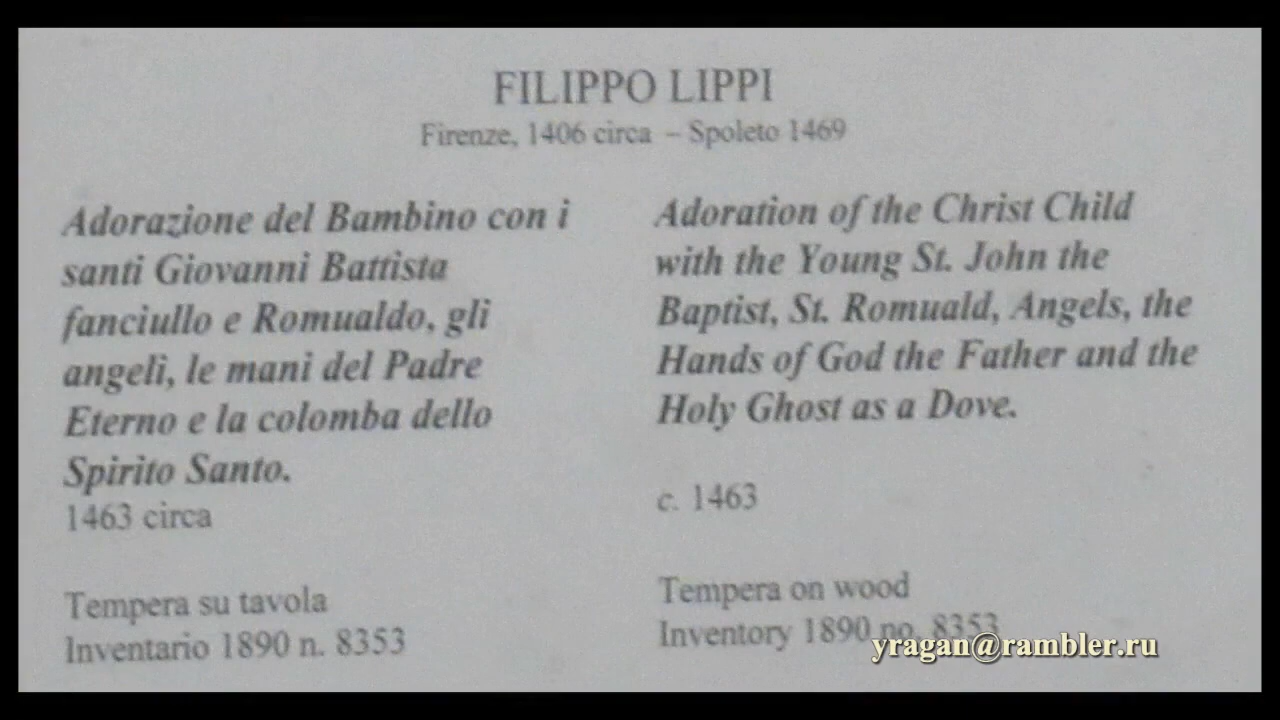 FILIPPO LIPPI
Firenze, 1406 circa – Spoleto 1469
Adorazione del Bambino con i
santi Giovanni Battista
fanciullo e Romualdo, gli
angeli, le mani del Padre
Eterno e la colomba dello
Spirito Santo.
1463 circa
Tempera su tavola
Inventario 1890 n. 8353
Adoration of the Christ Child
with the Young St. John the
Baptist, St. Romuald, Angels, the
Hands of God the Father and the
Holy Ghost as a Dove.
c. 1463
Tempera on wood
Inventory 1890 no. 8353
yragan@rambler.ru